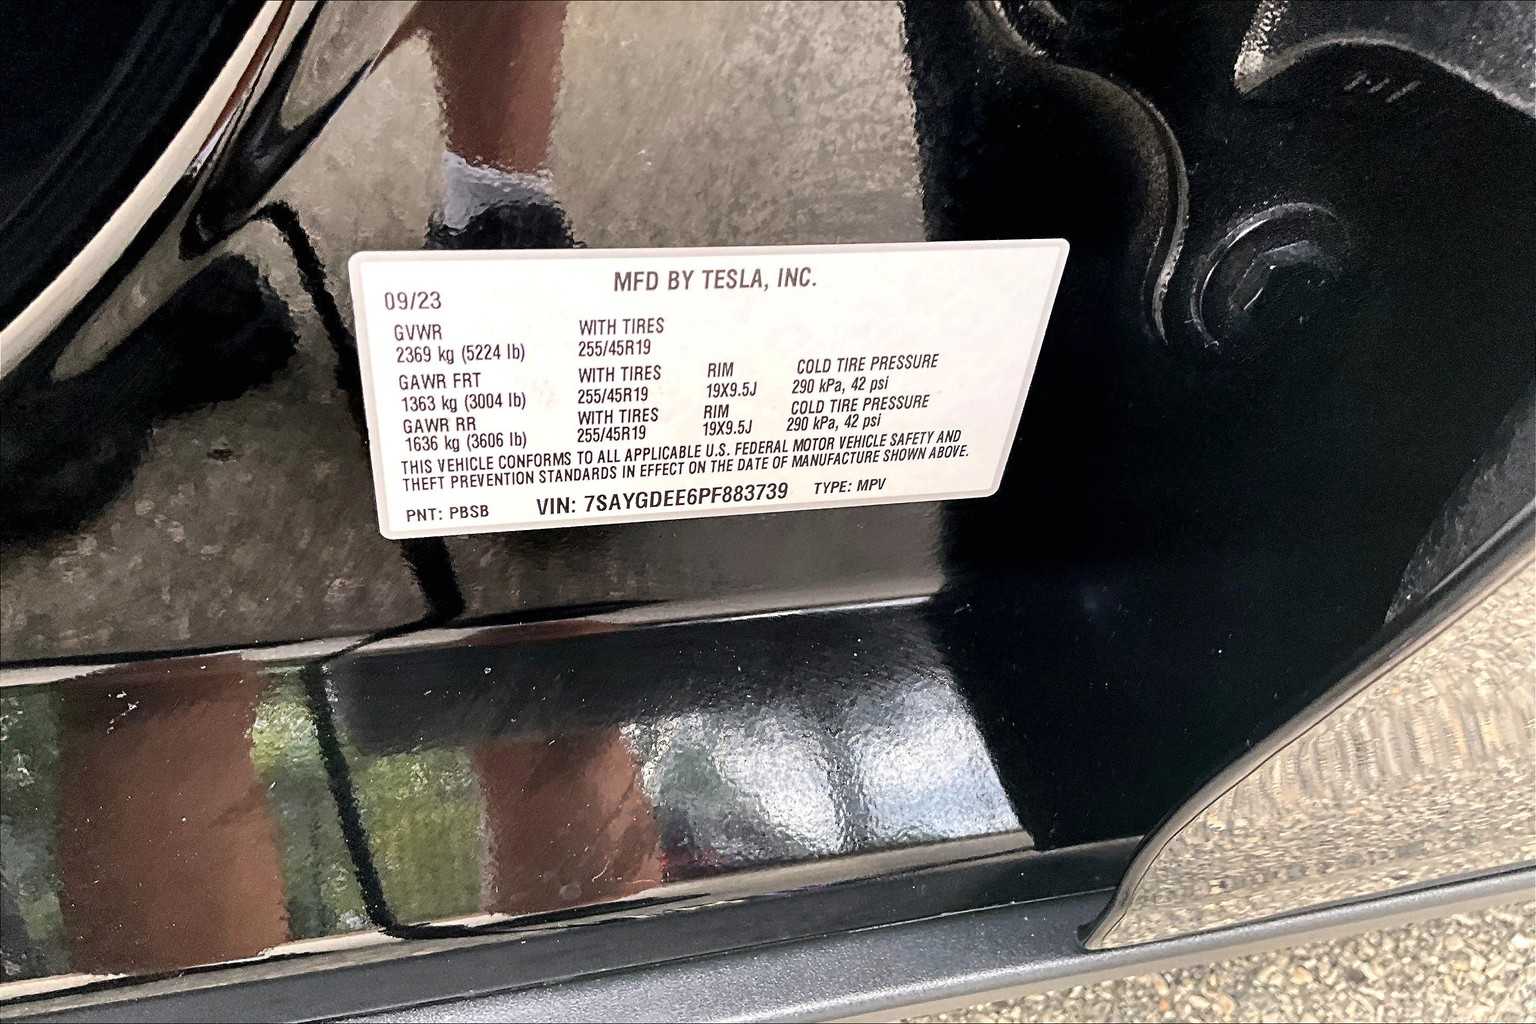 MFD BY TESLA, INC.
09/23
GVWR WITH TIRES
2369 kg (5224 lb) 255/45R19
GAWR FRT WITH TIRES RIM COLD TIRE PRESSURE
1363 kg (3004 lb) 255/45R19 19X9.5J 290 kPa, 42 psi
GAWR RR WITH TIRES RIM COLD TIRE PRESSURE
1636 kg (3606 lb) 255/45R19 19X9.5J 290 kPa, 42 psi
THIS VEHICLE CONFORMS TO ALL APPLICABLE U.S. FEDERAL MOTOR VEHICLE SAFETY AND
THEFT PREVENTION STANDARDS IN EFFECT ON THE DATE OF MANUFACTURE SHOWN ABOVE.
PNT: PBSB VIN: 7SAYGDEE6PF883739 TYPE: MPV